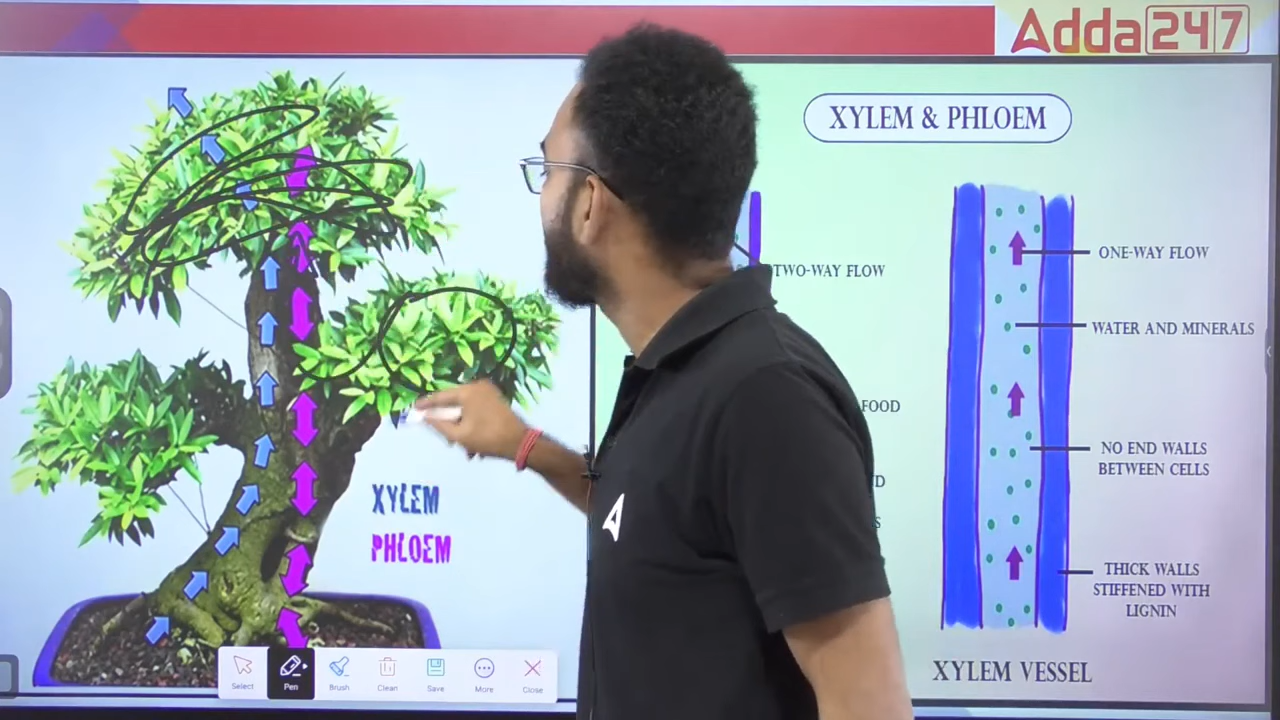 Adda247
XYLEM & PHLOEM
TWO-WAY FLOW
FOOD
ONE-WAY FLOW
WATER AND MINERALS
NO END WALLS
BETWEEN CELLS
THICK WALLS
STIFFENED WITH
LIGNIN
XYLEM VESSEL
XYLEM
PHLOEM
Select
Pen
Brush
Clean
Save
More
Close